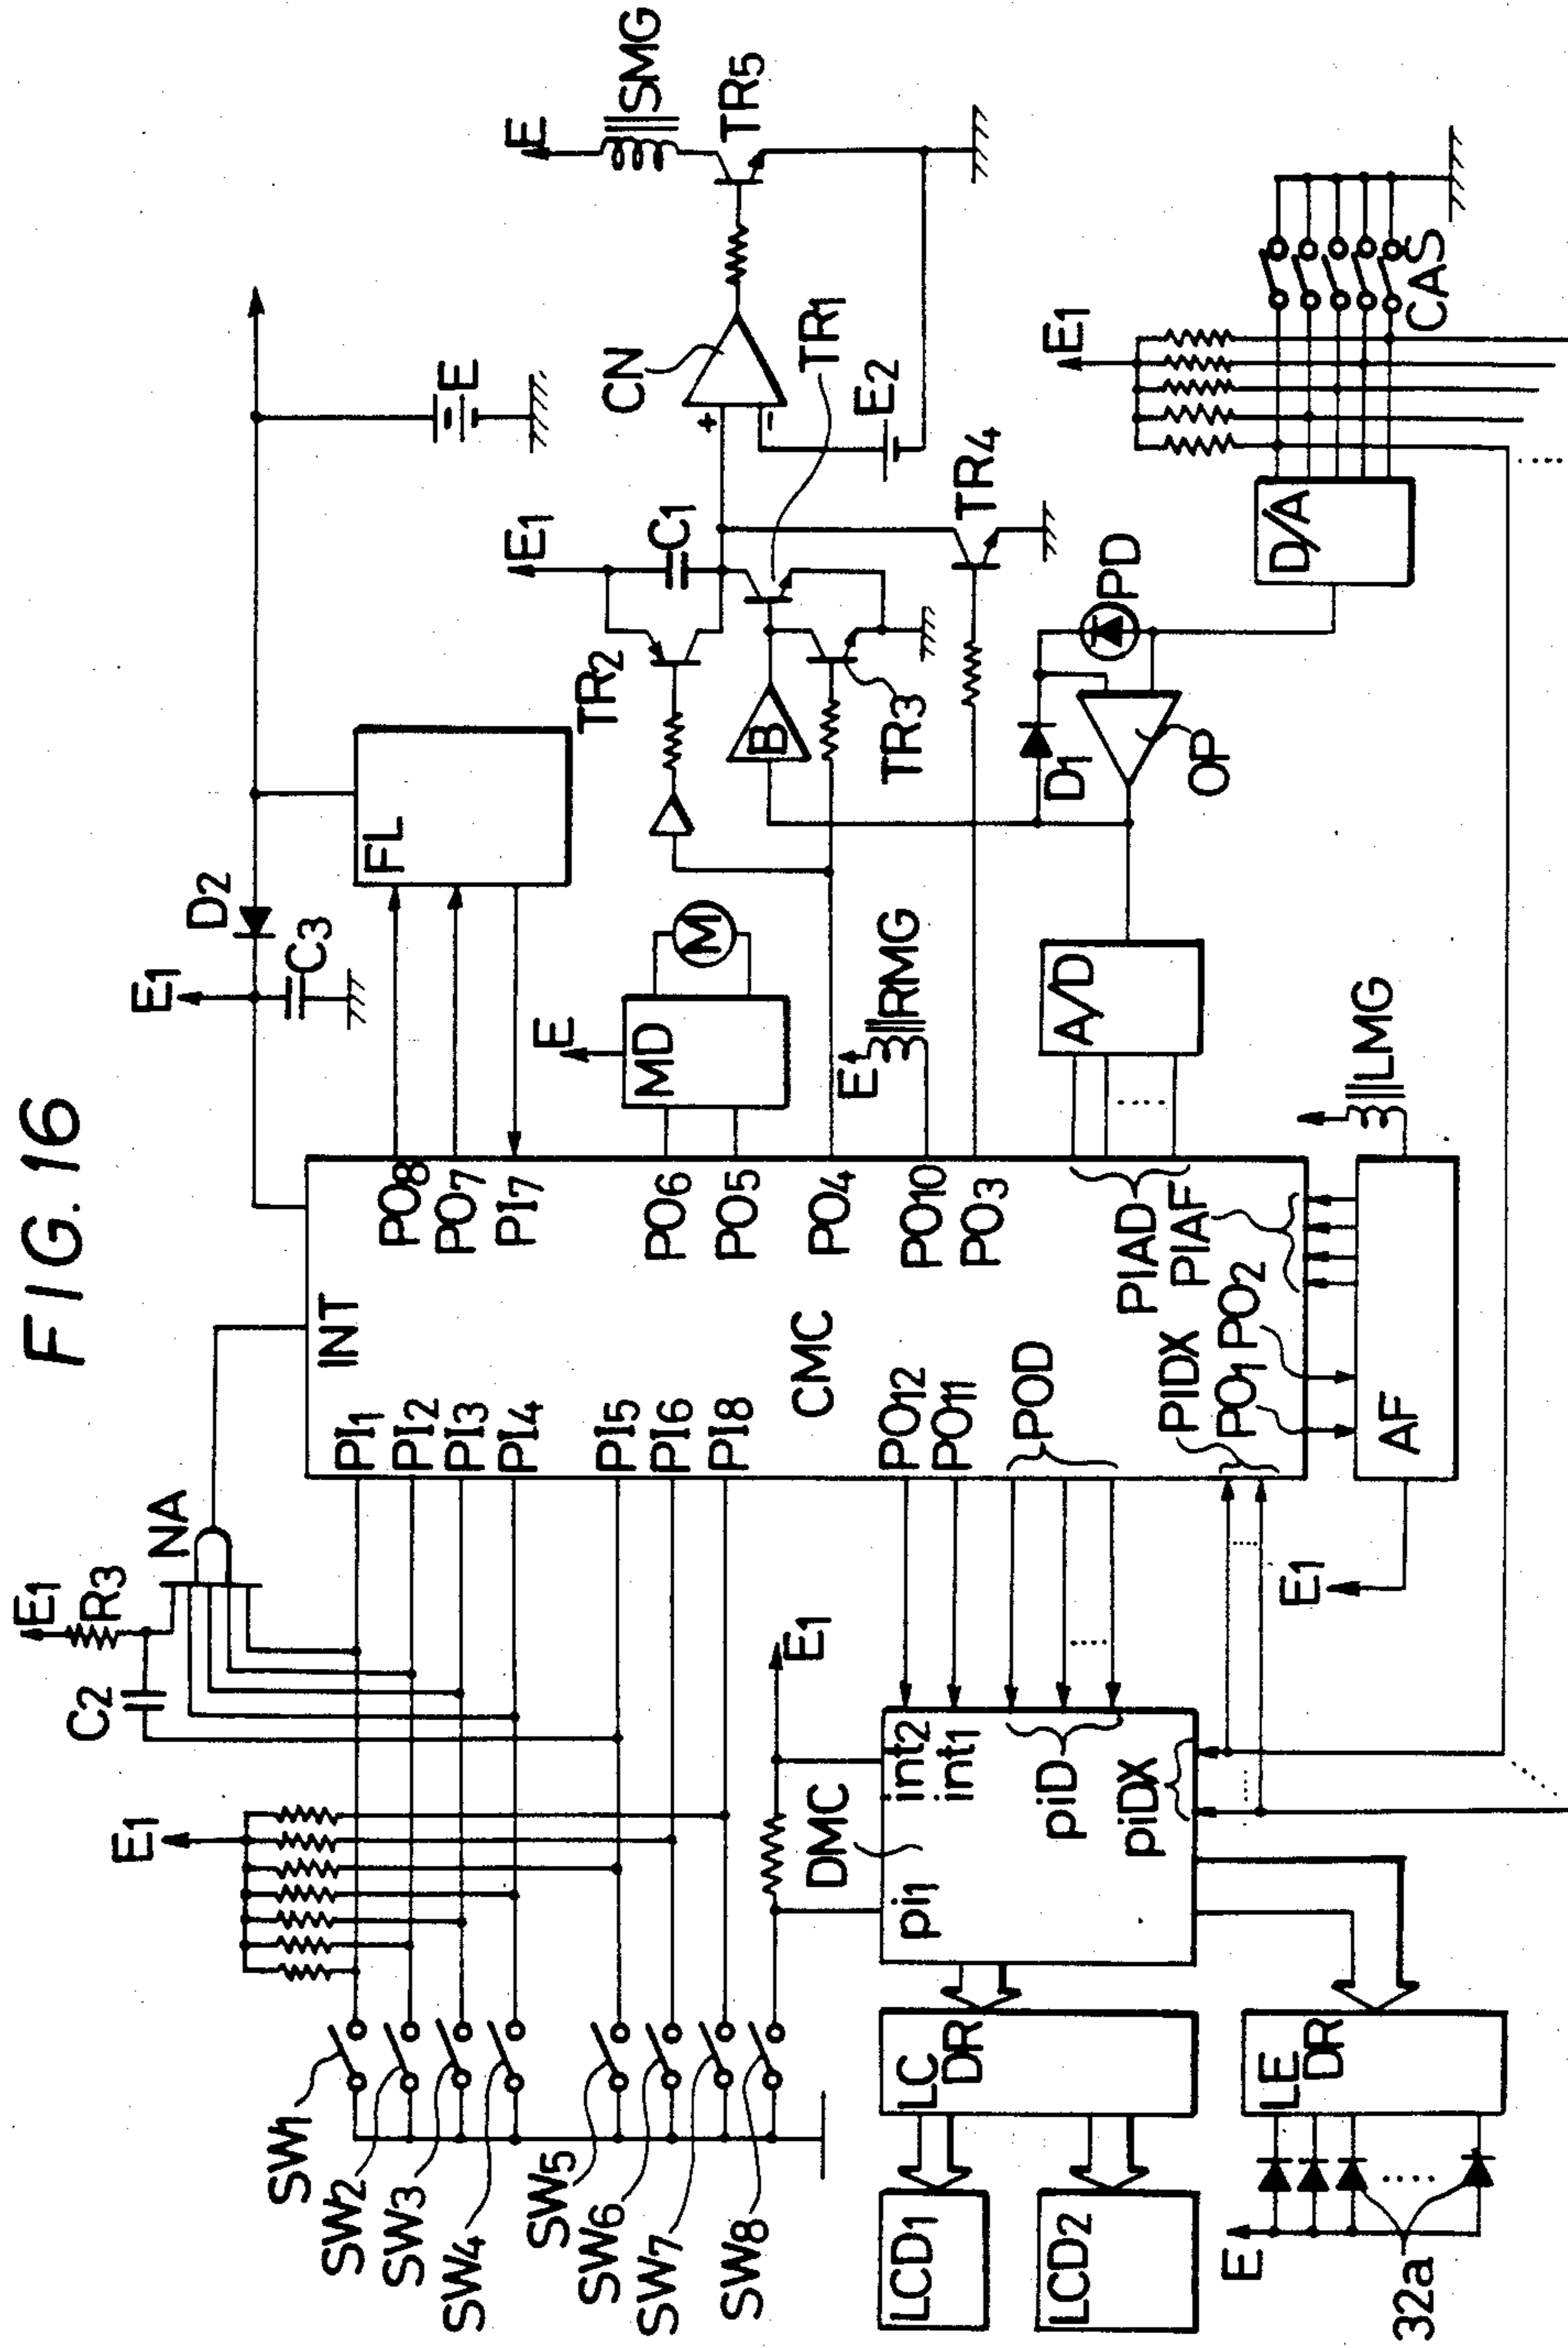 FIG. 16
E1
R3
C2
NA
E1
D2
C3
E
FL
E1
SW1
SW2
SW3
SW4
SW5
SW6
SW7
SW8
INT
PI1
PI2
PI3
PI4
PI5
PI6
PI8
PO8
PO7
PI7
PO6
PO5
PO4
PO10
PO3
CMC
PO12
PO11
POD
PIDX
PO1
PO2
PIAD
PIAF
E
MD
M
E
RMG
TR2
E1
C1
B
TR3
TR1
CN
+
-
E2
E
SMG
TR5
TR4
D1
PD
OP
A/D
D/A
E1
CAS
LMG
AF
E1
E1
DMC
int2
int1
pi1
piD
piDX
LC
DR
LCD1
LCD2
LE
DR
E
32a